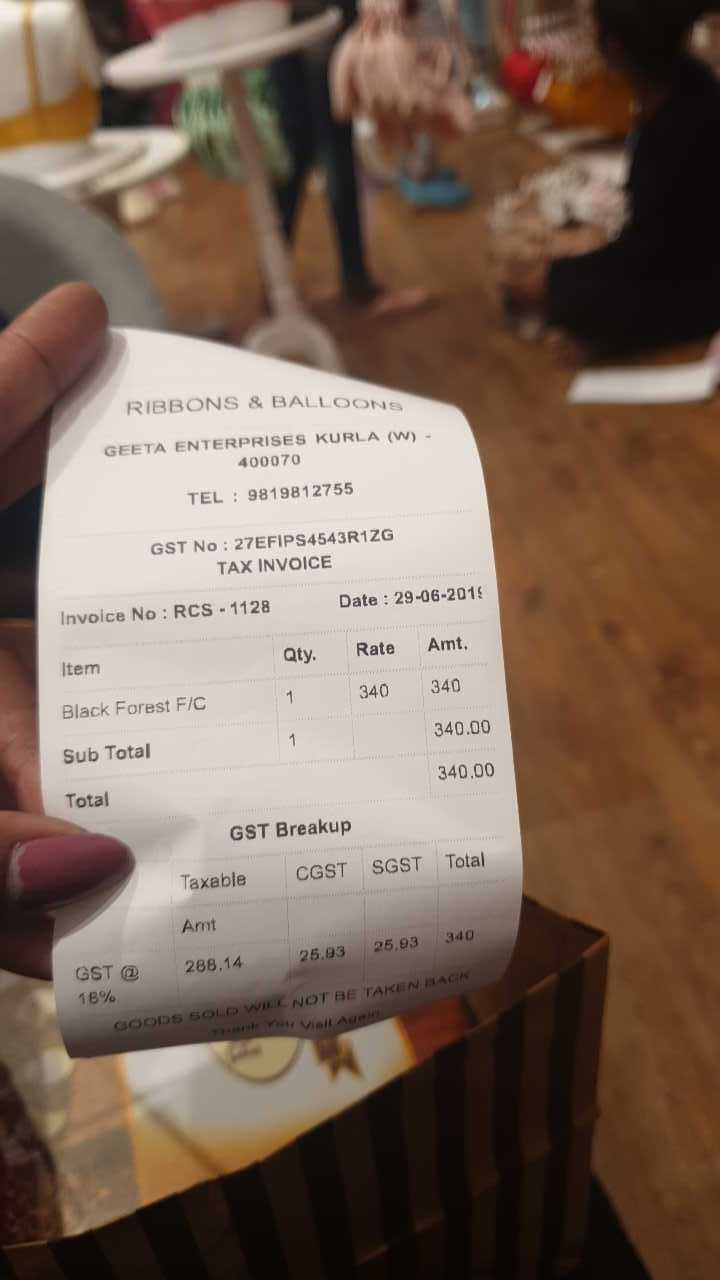 RIBBONS & BALLOONS
GEETA ENTERPRISES KURLA (W) -
400070
TEL : 9819812755
GST No : 27EFIPS4543R1ZG
TAX INVOICE
Invoice No : RCS - 1128 Date : 29-06-2019
Item Qty. Rate Amt.
Black Forest F/C 1 340 340
Sub Total 1 340.00
Total 340.00
GST Breakup
Taxable CGST SGST Total
Amt
GST @ 288.14 25.93 25.93 340
18%
GOODS SOLD WILL NOT BE TAKEN BACK
Thank You Visit Again